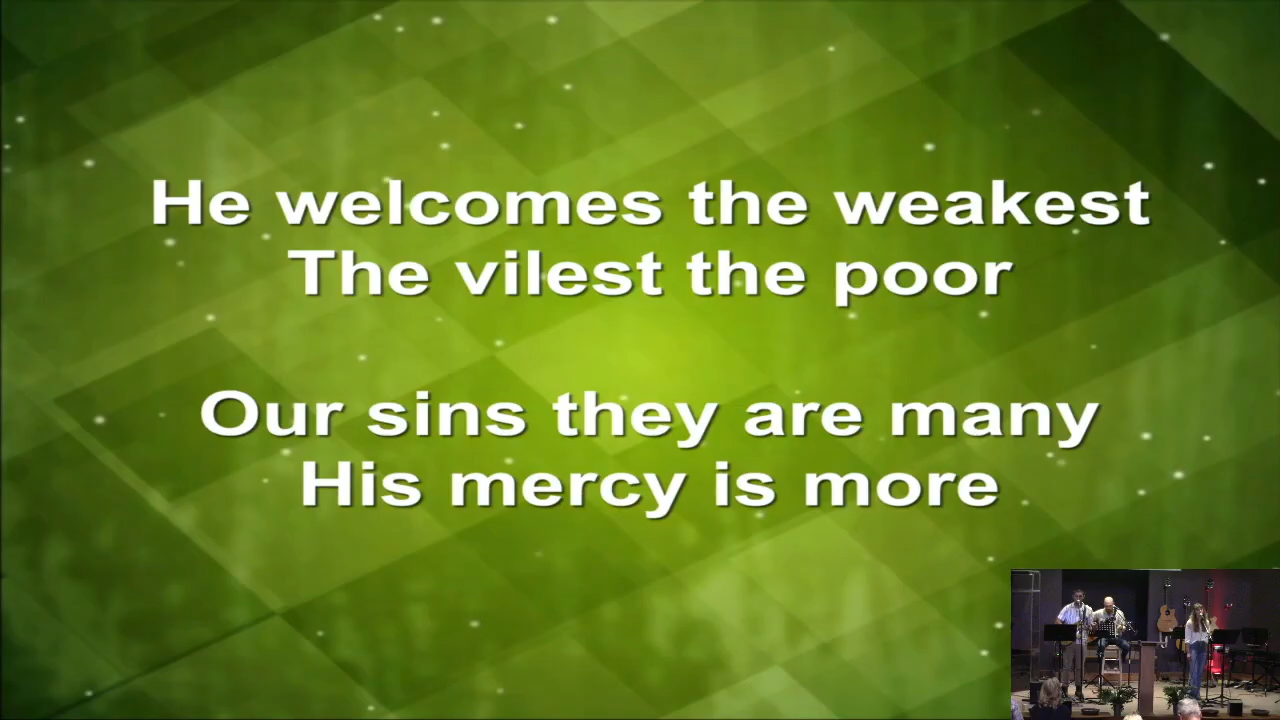 He welcomes the weakest
The vilest the poor
Our sins they are many
His mercy is more